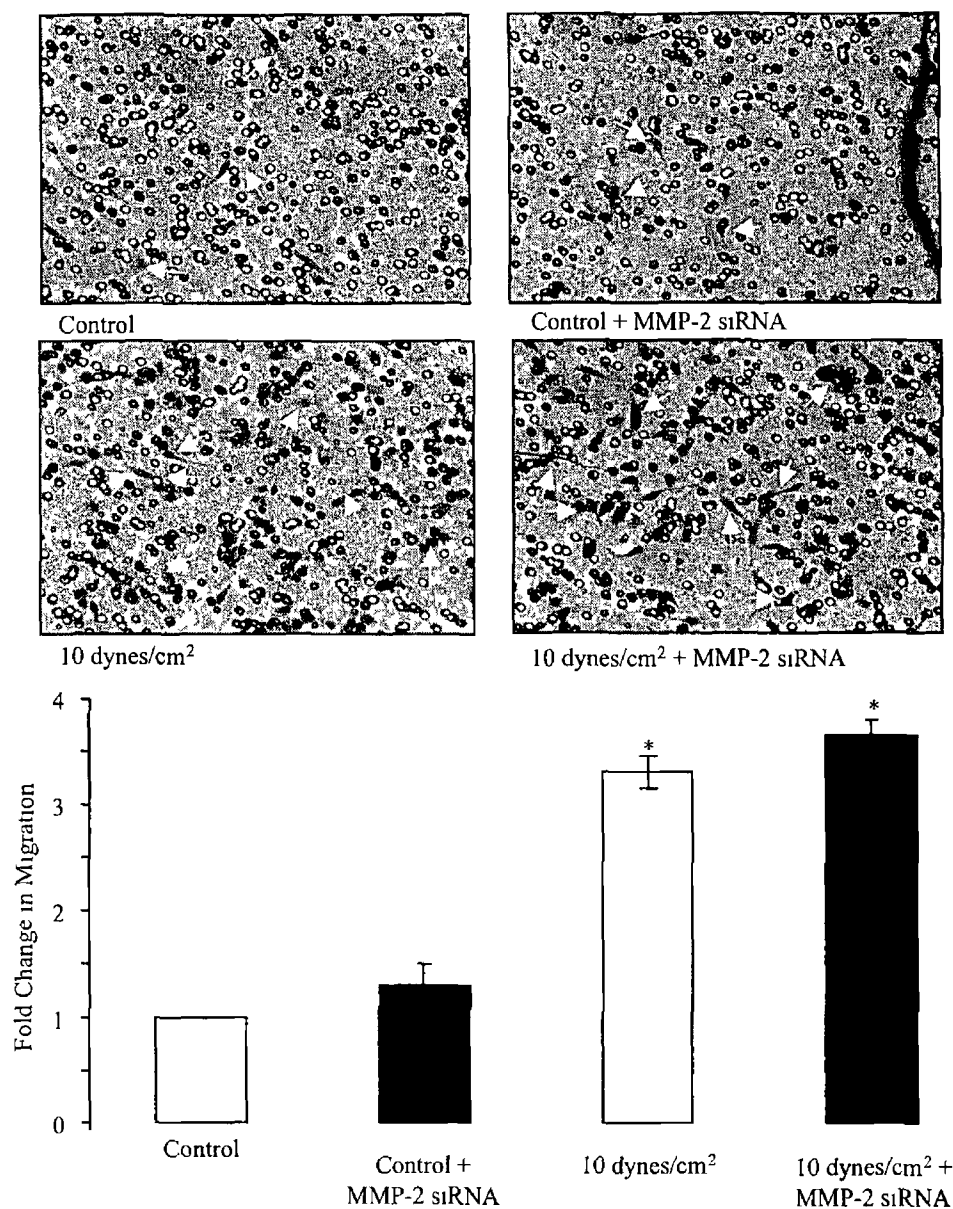 Control
Control + MMP-2 siRNA
10 dynes/cm²
10 dynes/cm² + MMP-2 siRNA
4
3
2
1
0
Fold Change in Migration
*
*
Control
Control +
MMP-2 siRNA
10 dynes/cm²
10 dynes/cm² +
MMP-2 siRNA